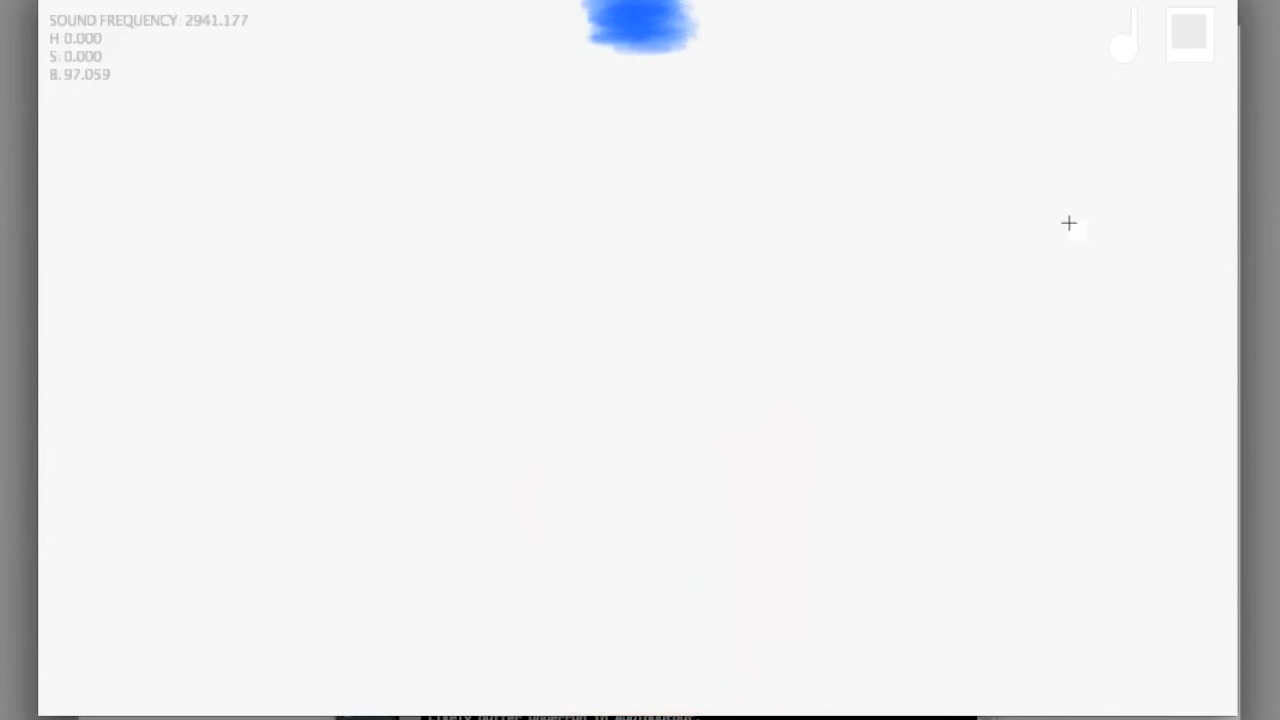 SOUND FREQUENCY: 2941.177
H: 0.000
S: 0.000
B: 97.059